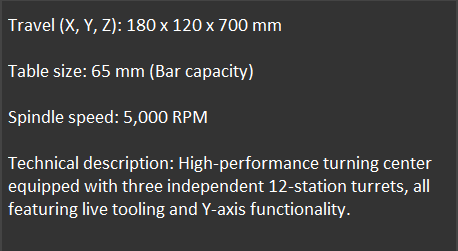 Travel (X, Y, Z): 180 x 120 x 700 mm
Table size: 65 mm (Bar capacity)
Spindle speed: 5,000 RPM
Technical description: High-performance turning center
equipped with three independent 12-station turrets, all
featuring live tooling and Y-axis functionality.